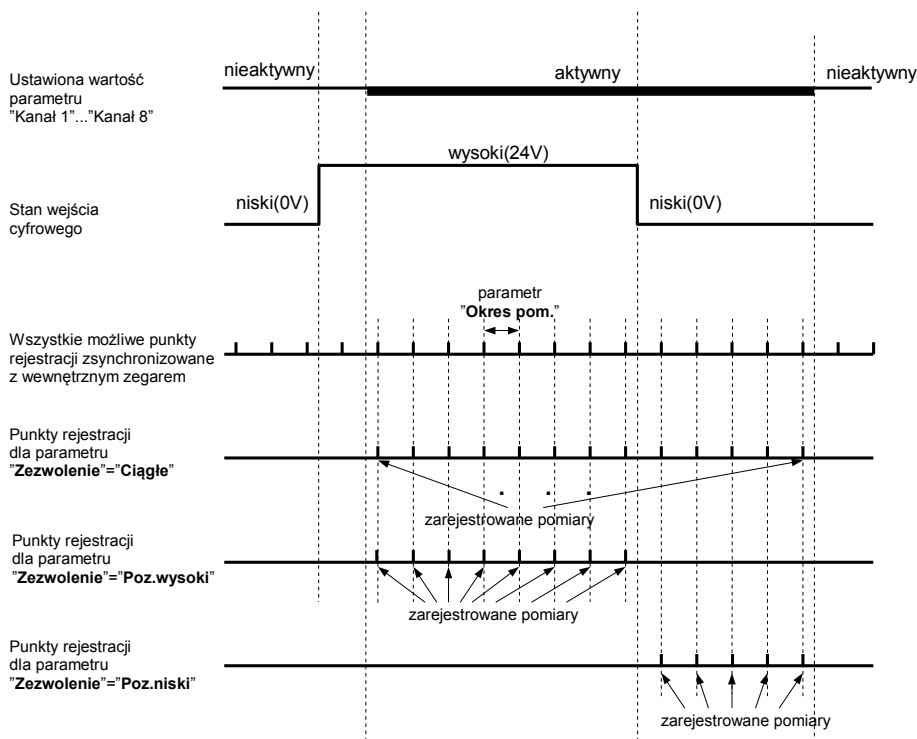 nieaktywny
aktywny
nieaktywny
Ustawiona wartość
parametru
"Kanał 1"..."Kanał 8"
wysoki(24V)
niski(0V)
niski(0V)
Stan wejścia
cyfrowego
parametr
"Okres pom."
Wszystkie możliwe punkty
rejestracji zsynchronizowane
z wewnętrznym zegarem
Punkty rejestracji
dla parametru
"Zezwolenie"="Ciągłe"
. . .
zarejestrowane pomiary
Punkty rejestracji
dla parametru
"Zezwolenie"="Poz.wysoki"
zarejestrowane pomiary
Punkty rejestracji
dla parametru
"Zezwolenie"="Poz.niski"
zarejestrowane pomiary